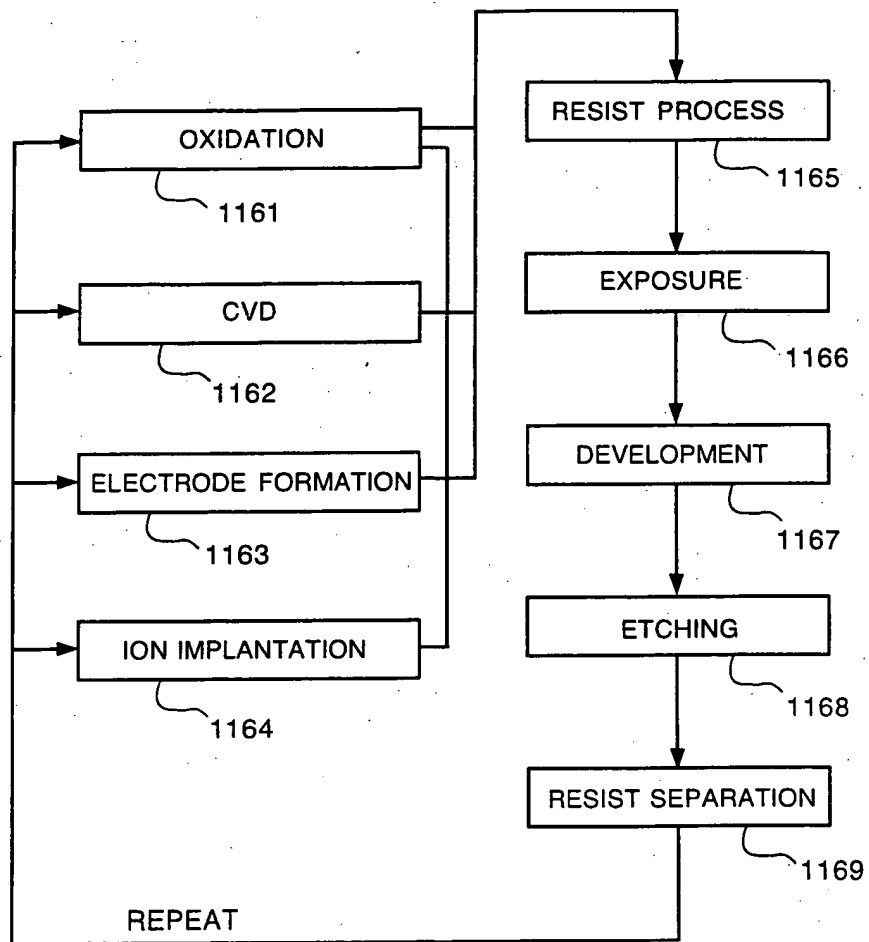 OXIDATION
1161
CVD
1162
ELECTRODE FORMATION
1163
ION IMPLANTATION
1164
RESIST PROCESS
1165
EXPOSURE
1166
DEVELOPMENT
1167
ETCHING
1168
RESIST SEPARATION
1169
REPEAT